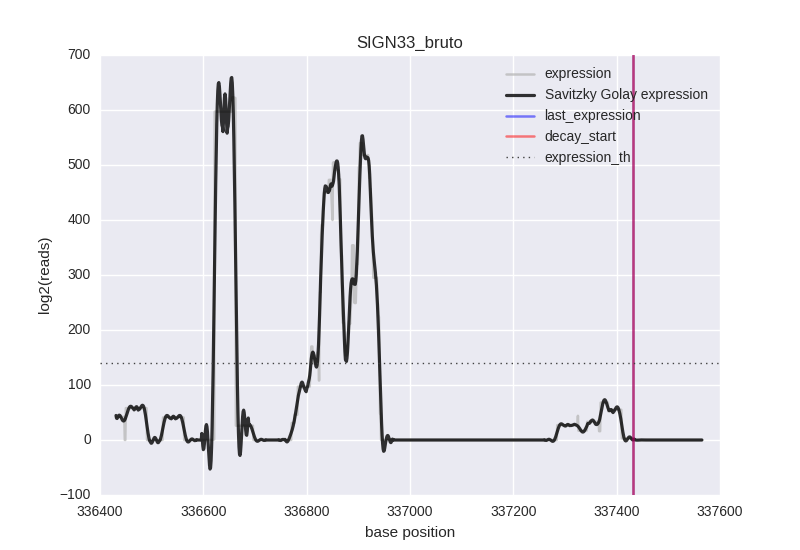 SIGN33_bruto
700
600
500
400
300
200
100
0
−100
log2(reads)
expression
Savitzky Golay expression
last_expression
decay_start
expression_th
336400 336600 336800 337000 337200 337400 337600
base position